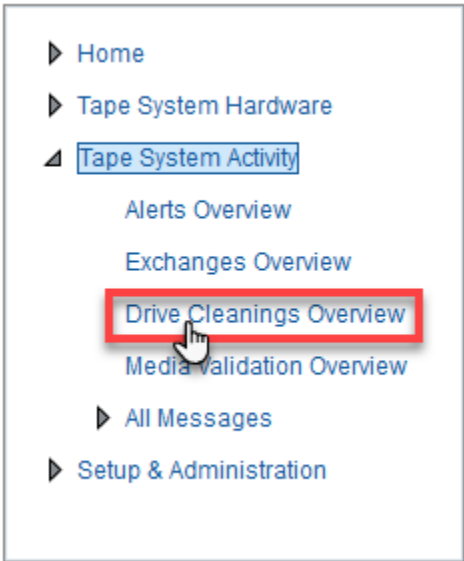 Home
Tape System Hardware
Tape System Activity
Alerts Overview
Exchanges Overview
Drive Cleanings Overview
Media Validation Overview
All Messages
Setup & Administration